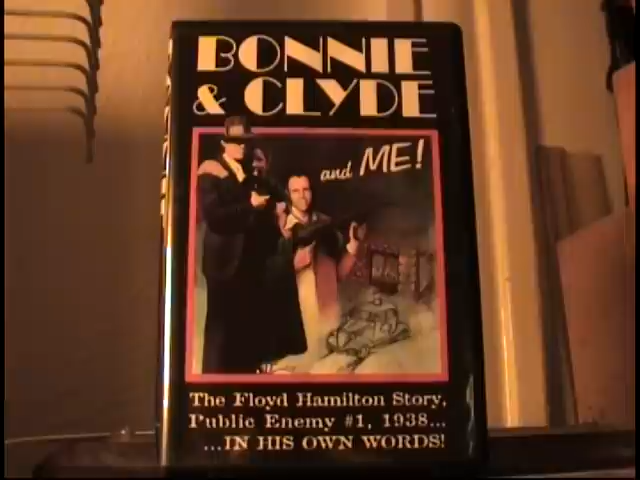 BONNIE
& CLYDE
and ME!
The Floyd Hamilton Story,
Public Enemy #1, 1938...
...IN HIS OWN WORDS!